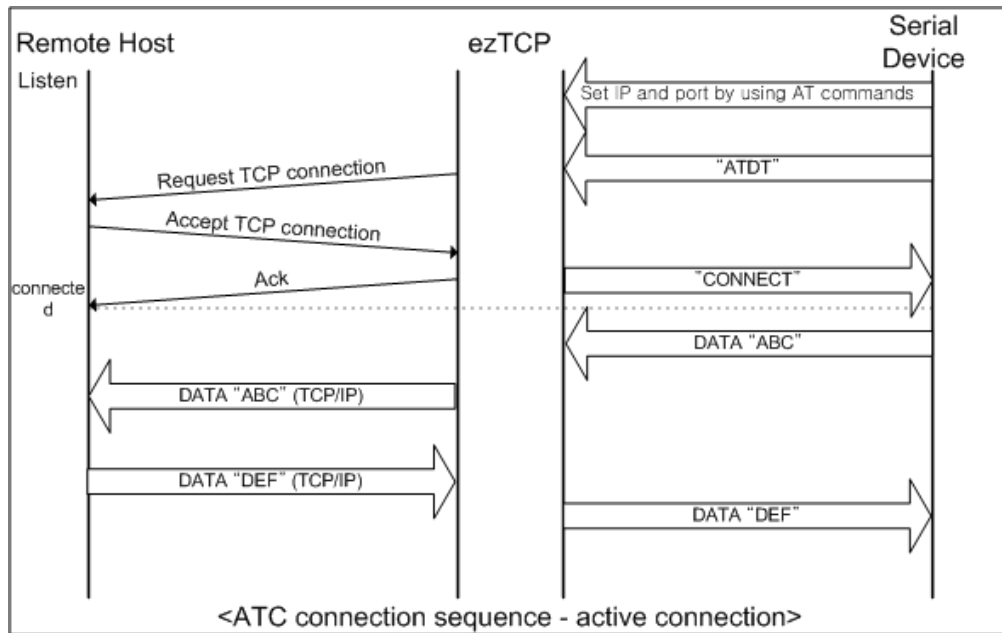 Remote Host
ezTCP
Serial
Device
Listen
Set IP and port by using AT commands
"ATDT"
Request TCP connection
Accept TCP connection
Ack
"CONNECT"
connecte
d
DATA "ABC"
DATA "ABC" (TCP/IP)
DATA "DEF" (TCP/IP)
DATA "DEF"
<ATC connection sequence - active connection>